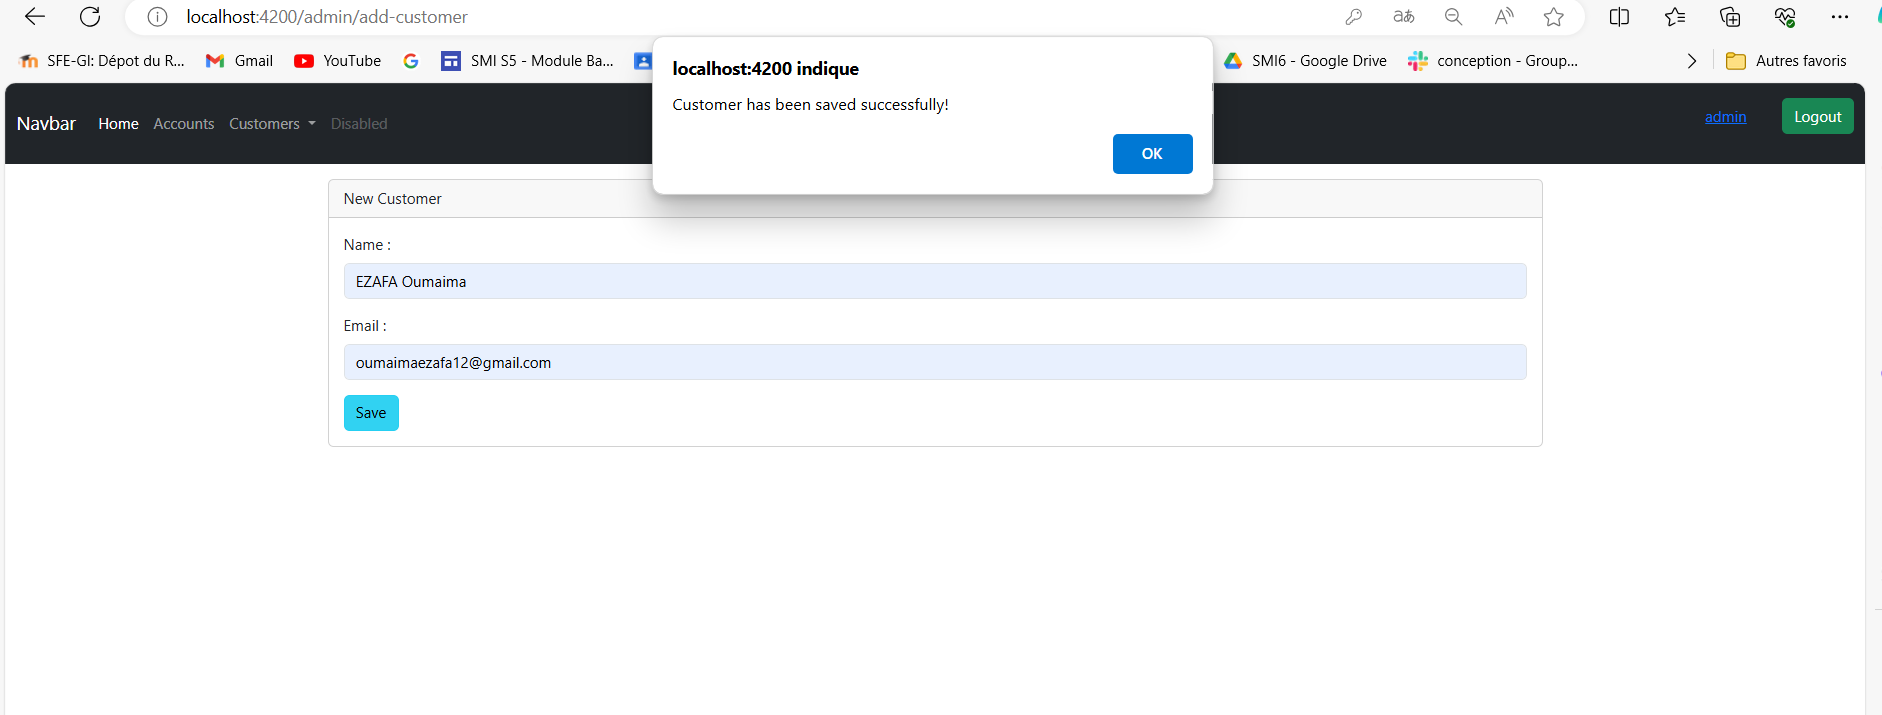 localhost:4200/admin/add-customer
SFE-GI: Dépot du R... Gmail YouTube SMI S5 - Module Ba... SMI6 - Google Drive conception - Group... Autres favoris
localhost:4200 indique
Customer has been saved successfully!
OK
Navbar Home Accounts Customers Disabled admin Logout
New Customer
Name :
EZAFA Oumaima
Email :
oumaimaezafa12@gmail.com
Save